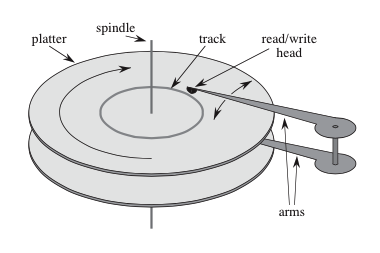 spindle
platter
track
read/write
head
arms